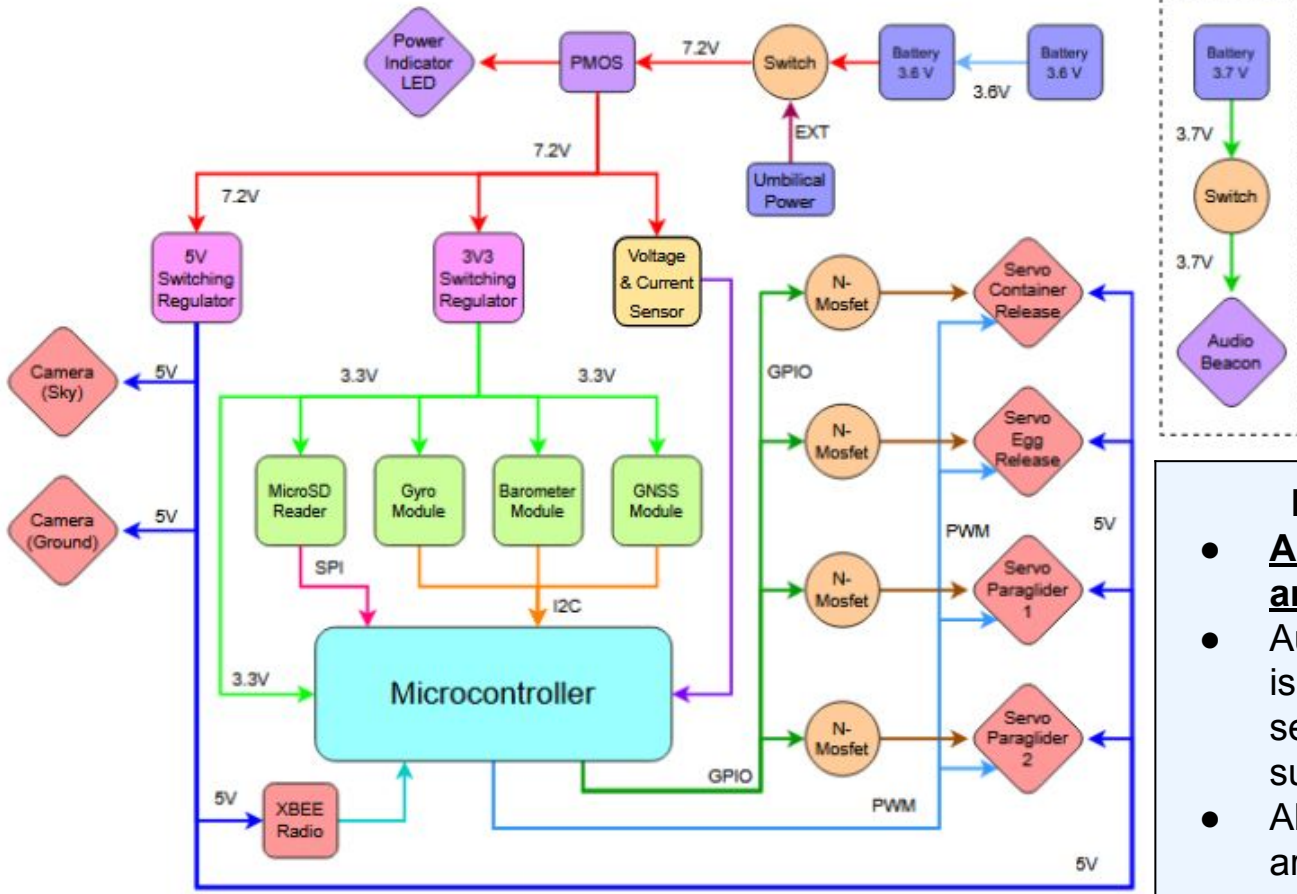 Power
Indicator
LED
PMOS
7.2V
Switch
Battery
3.6 V
3.6V
Battery
3.6 V
EXT
Umbilical
Power
7.2V
7.2V
5V
Switching
Regulator
3V3
Switching
Regulator
Voltage
& Current
Sensor
N-
Mosfet
Servo
Container
Release
GPIO
Camera
(Sky)
5V
3.3V
3.3V
N-
Mosfet
Servo
Egg
Release
MicroSD
Reader
Gyro
Module
Barometer
Module
GNSS
Module
Camera
(Ground)
5V
SPI
I2C
PWM
5V
N-
Mosfet
Servo
Paraglider
1
3.3V
Microcontroller
N-
Mosfet
Servo
Paraglider
2
GPIO
PWM
5V
XBEE
Radio
5V
Battery
3.7 V
3.7V
Switch
3.7V
Audio
Beacon
●
●
is
se
su
●